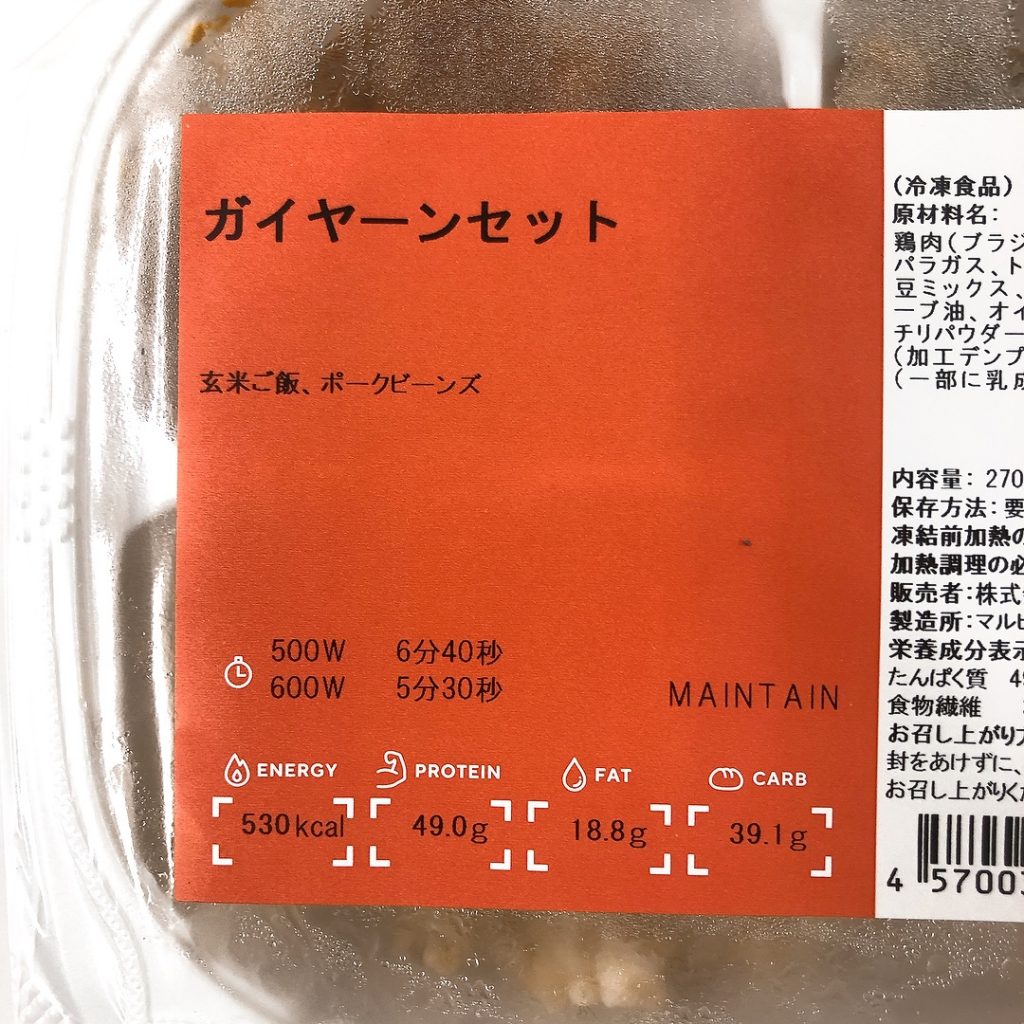 ガイヤーンセット
玄米ご飯、ポークビーンズ
500W 6分40秒
600W 5分30秒
MAINTAIN
ENERGY PROTEIN FAT CARB
530kcal 49.0g 18.8g 39.1g
(冷凍食品)
原材料名:
鶏肉(ブラジ
パラガス、ト
豆ミックス、
ーブ油、オイ
チリパウダー
(加工デンプ
(一部に乳成
内容量: 270
保存方法:要
凍結前加熱の
加熱調理の必
販売者:株式
製造所:マルヒ
栄養成分表示
たんぱく質 49
食物繊維
お召し上がり方
封をあけずに、
お召し上がりくだ
4 57003